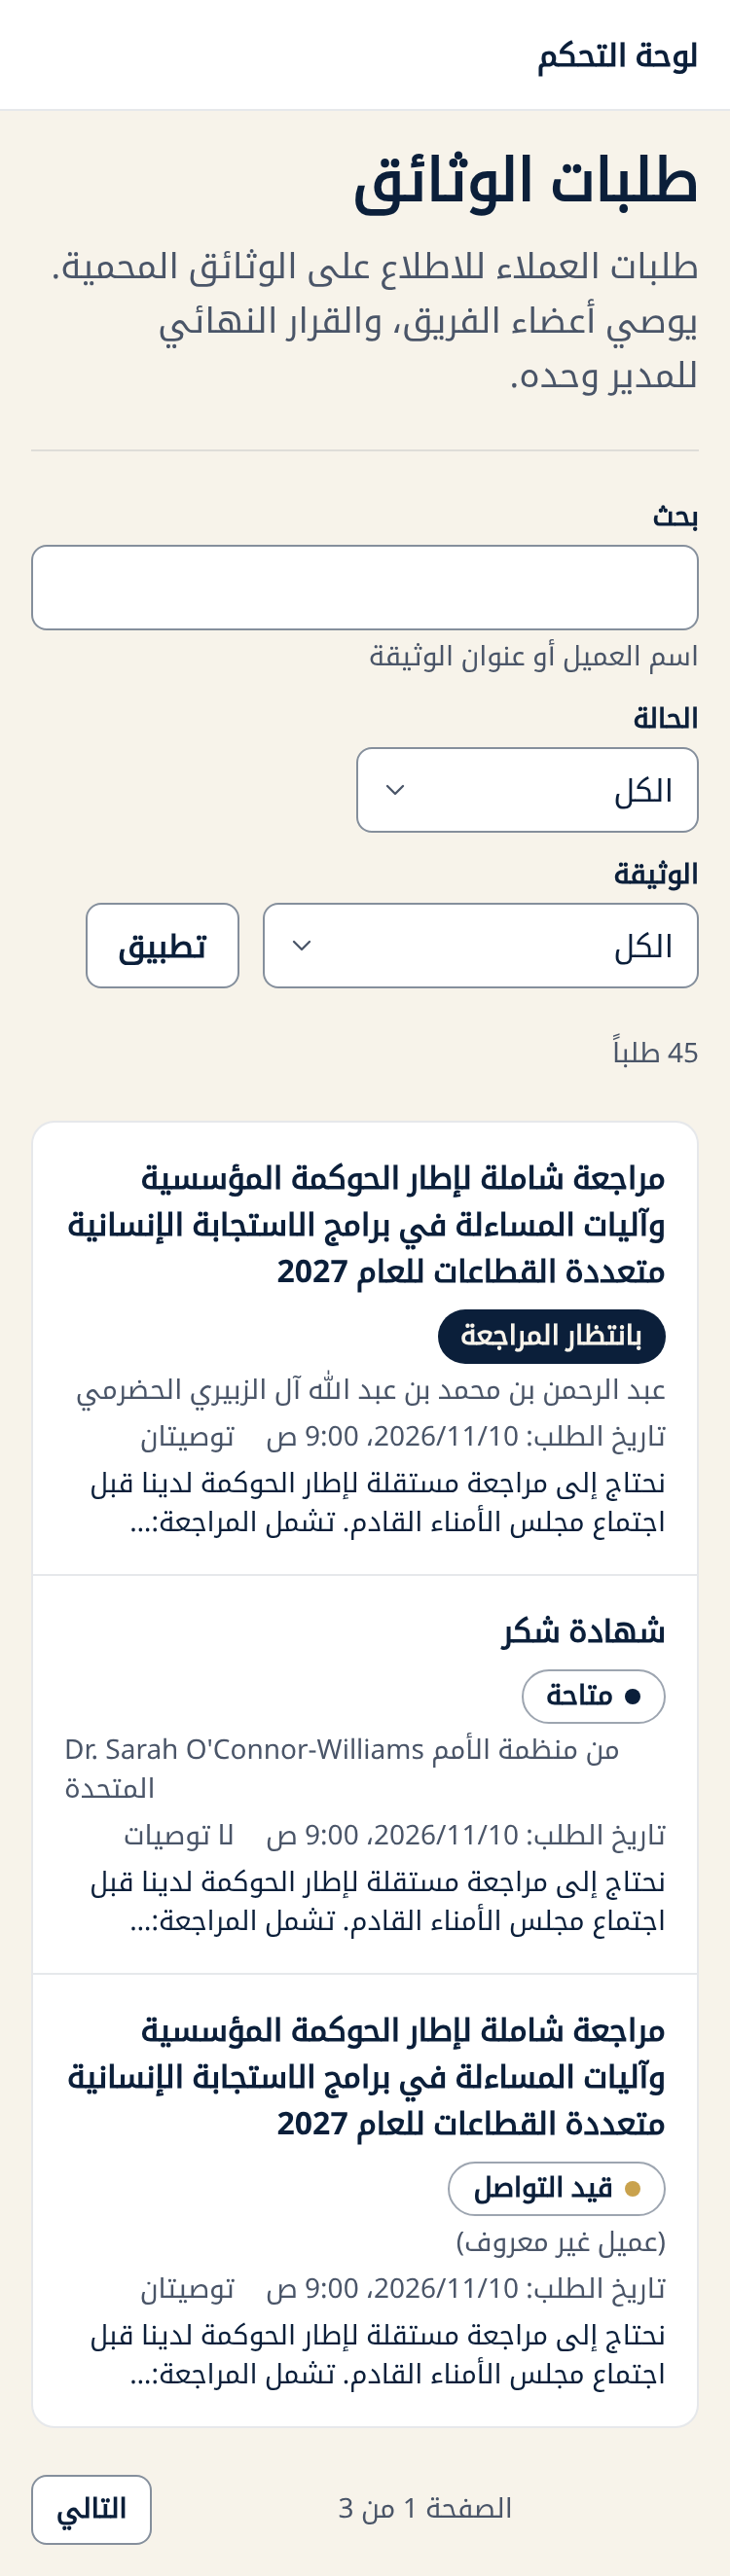 لوحة التحكم
طلبات الوثائق
طلبات العملاء للاطلاع على الوثائق المحمية.
يوصي أعضاء الفريق، والقرار النهائي
للمدير وحده.
بحث
اسم العميل أو عنوان الوثيقة
الحالة
الكل
الوثيقة
الكل
تطبيق
45 طلباً
مراجعة شاملة لإطار الحوكمة المؤسسية
وآليات المساءلة في برامج الاستجابة الإنسانية
متعددة القطاعات للعام 2027
بانتظار المراجعة
عبد الرحمن بن محمد بن عبد الله آل الزبيري الحضرمي
تاريخ الطلب: 2026/11/10، 9:00 ص توصيتان
نحتاج إلى مراجعة مستقلة لإطار الحوكمة لدينا قبل
اجتماع مجلس الأمناء القادم. تشمل المراجعة:...
شهادة شكر
متاحة
Dr. Sarah O'Connor-Williams من منظمة الأمم
المتحدة
تاريخ الطلب: 2026/11/10، 9:00 ص لا توصيات
نحتاج إلى مراجعة مستقلة لإطار الحوكمة لدينا قبل
اجتماع مجلس الأمناء القادم. تشمل المراجعة:...
مراجعة شاملة لإطار الحوكمة المؤسسية
وآليات المساءلة في برامج الاستجابة الإنسانية
متعددة القطاعات للعام 2027
قيد التواصل
(عميل غير معروف)
تاريخ الطلب: 2026/11/10، 9:00 ص توصيتان
نحتاج إلى مراجعة مستقلة لإطار الحوكمة لدينا قبل
اجتماع مجلس الأمناء القادم. تشمل المراجعة:...
الصفحة 1 من 3
التالي